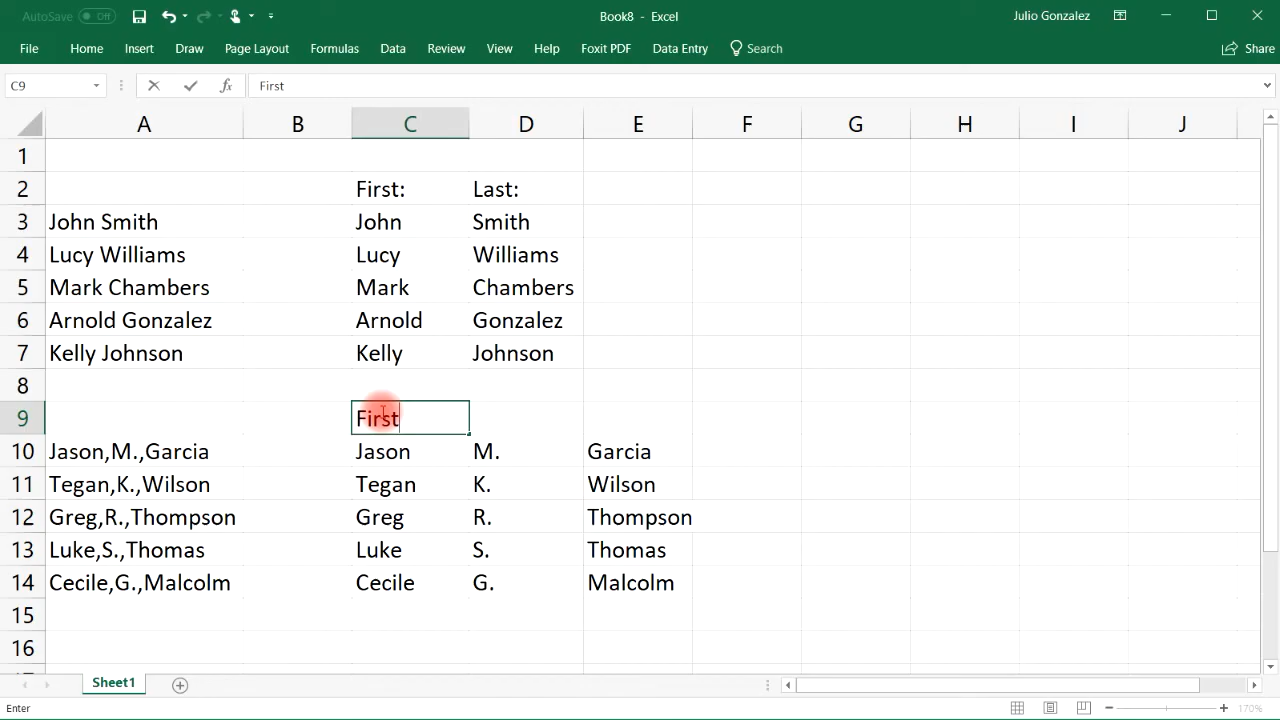 AutoSave Off Book8 - Excel Julio Gonzalez
File Home Insert Draw Page Layout Formulas Data Review View Help Foxit PDF Data Entry Search Share
C9 fx First
A B C D E F G H I J
1
2 First: Last:
3 John Smith John Smith
4 Lucy Williams Lucy Williams
5 Mark Chambers Mark Chambers
6 Arnold Gonzalez Arnold Gonzalez
7 Kelly Johnson Kelly Johnson
8
9 First
10 Jason,M.,Garcia Jason M. Garcia
11 Tegan,K.,Wilson Tegan K. Wilson
12 Greg,R.,Thompson Greg R. Thompson
13 Luke,S.,Thomas Luke S. Thomas
14 Cecile,G.,Malcolm Cecile G. Malcolm
15
16
Sheet1
Enter 170%